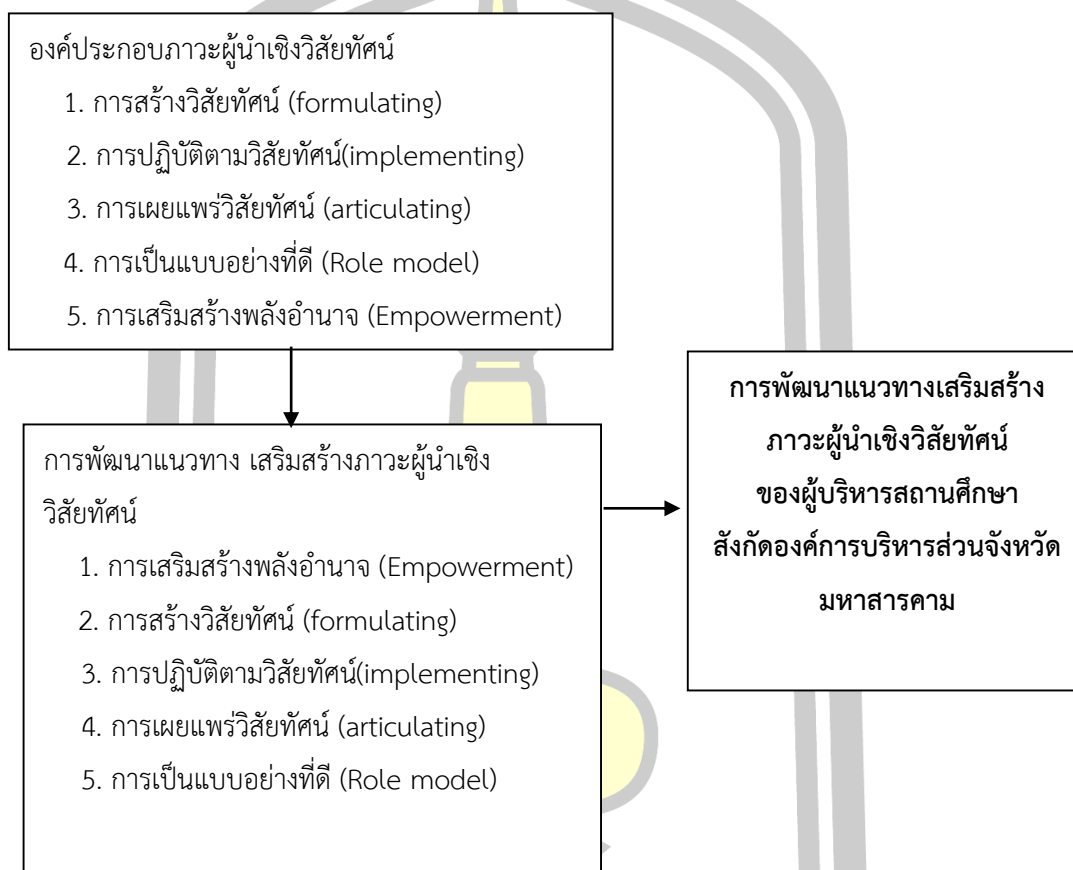 องค์ประกอบภาวะผู้นำเชิงวิสัยทัศน์
1. การสร้างวิสัยทัศน์ (formulating)
2. การปฏิบัติตามวิสัยทัศน์(implementing)
3. การเผยแพร่วิสัยทัศน์ (articulating)
4. การเป็นแบบอย่างที่ดี (Role model)
5. การเสริมสร้างพลังอำนาจ (Empowerment)
การพัฒนาแนวทาง เสริมสร้างภาวะผู้นำเชิง
วิสัยทัศน์
1. การเสริมสร้างพลังอำนาจ (Empowerment)
2. การสร้างวิสัยทัศน์ (formulating)
3. การปฏิบัติตามวิสัยทัศน์(implementing)
4. การเผยแพร่วิสัยทัศน์ (articulating)
5. การเป็นแบบอย่างที่ดี (Role model)
การพัฒนาแนวทางเสริมสร้าง
ภาวะผู้นำเชิงวิสัยทัศน์
ของผู้บริหารสถานศึกษา
สังกัดองค์การบริหารส่วนจังหวัด
มหาสารคาม